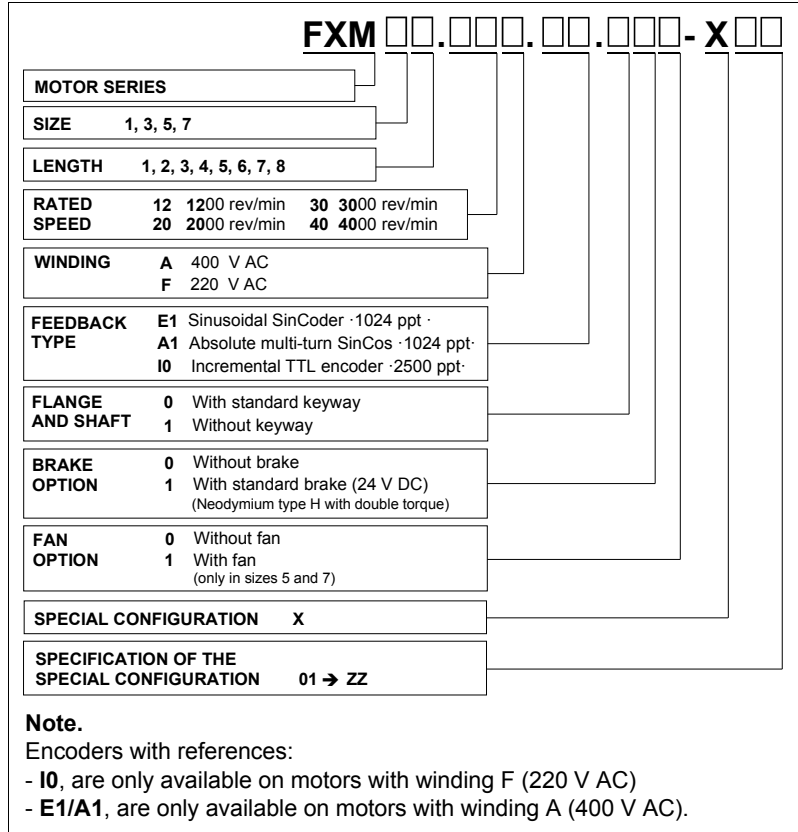 FXM □□.□□□.□□.□□□- X□□
MOTOR SERIES
SIZE 1, 3, 5, 7
LENGTH 1, 2, 3, 4, 5, 6, 7, 8
RATED 12 1200 rev/min 30 3000 rev/min
SPEED 20 2000 rev/min 40 4000 rev/min
WINDING A 400 V AC
F 220 V AC
FEEDBACK E1 Sinusoidal SinCoder ·1024 ppt ·
TYPE A1 Absolute multi-turn SinCos ·1024 ppt·
I0 Incremental TTL encoder ·2500 ppt·
FLANGE 0 With standard keyway
AND SHAFT 1 Without keyway
BRAKE 0 Without brake
OPTION 1 With standard brake (24 V DC)
(Neodymium type H with double torque)
FAN 0 Without fan
OPTION 1 With fan
(only in sizes 5 and 7)
SPECIAL CONFIGURATION X
SPECIFICATION OF THE
SPECIAL CONFIGURATION 01 ➔ ZZ
Note.
Encoders with references:
- I0, are only available on motors with winding F (220 V AC)
- E1/A1, are only available on motors with winding A (400 V AC).